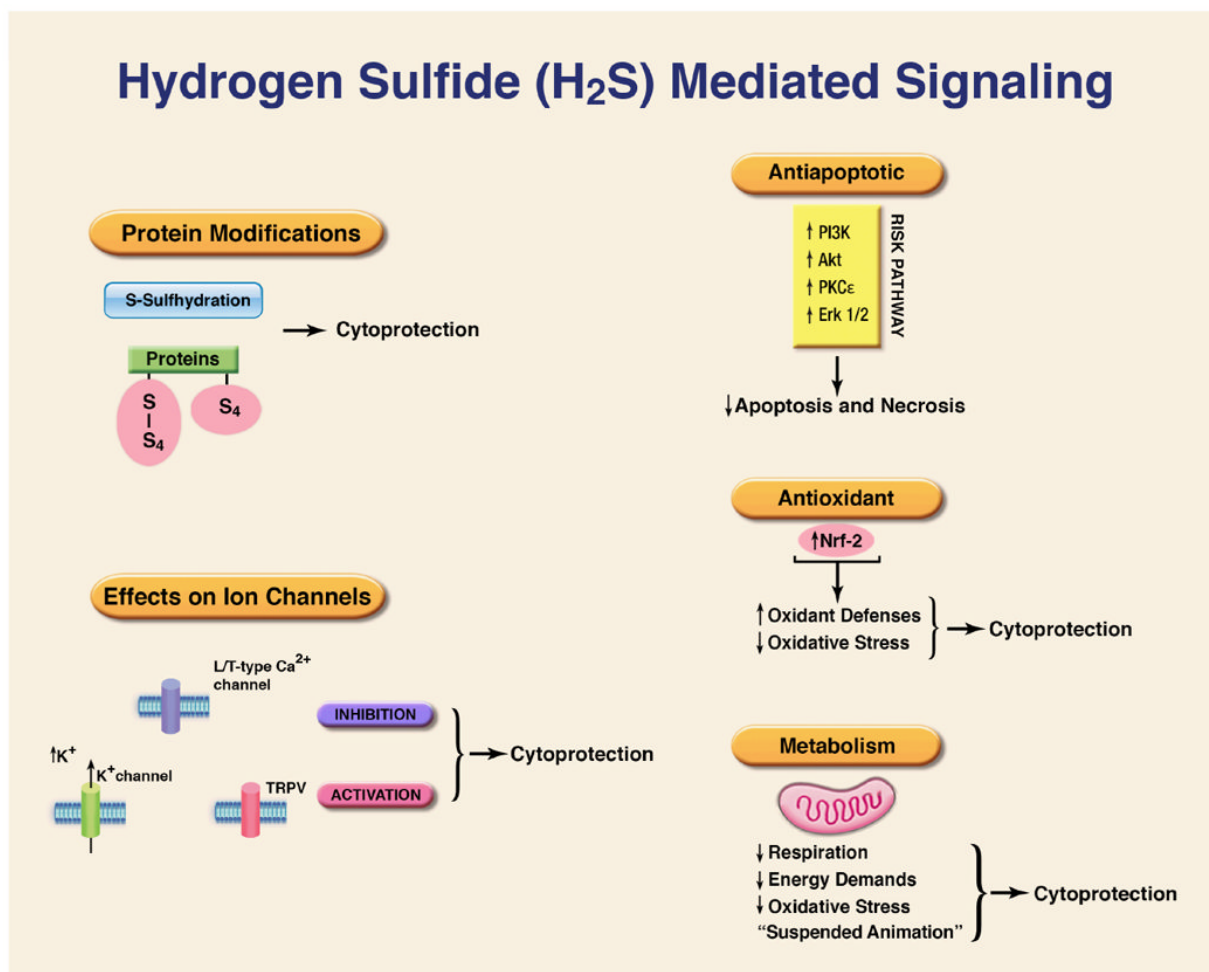 Hydrogen Sulfide (H₂S) Mediated Signaling
Protein Modifications
S-Sulfhydration
Cytoprotection
Proteins
S
S₄
S₄
Effects on Ion Channels
L/T-type Ca²⁺
channel
INHIBITION
↑K⁺
K⁺channel
TRPV
ACTIVATION
Cytoprotection
Antiapoptotic
↑ PI3K
↑ Akt
↑ PKCε
↑ Erk 1/2
RISK PATHWAY
↓Apoptosis and Necrosis
Antioxidant
↑Nrf-2
↑Oxidant Defenses
↓Oxidative Stress
Cytoprotection
Metabolism
↓Respiration
↓Energy Demands
↓Oxidative Stress
“Suspended Animation”
Cytoprotection